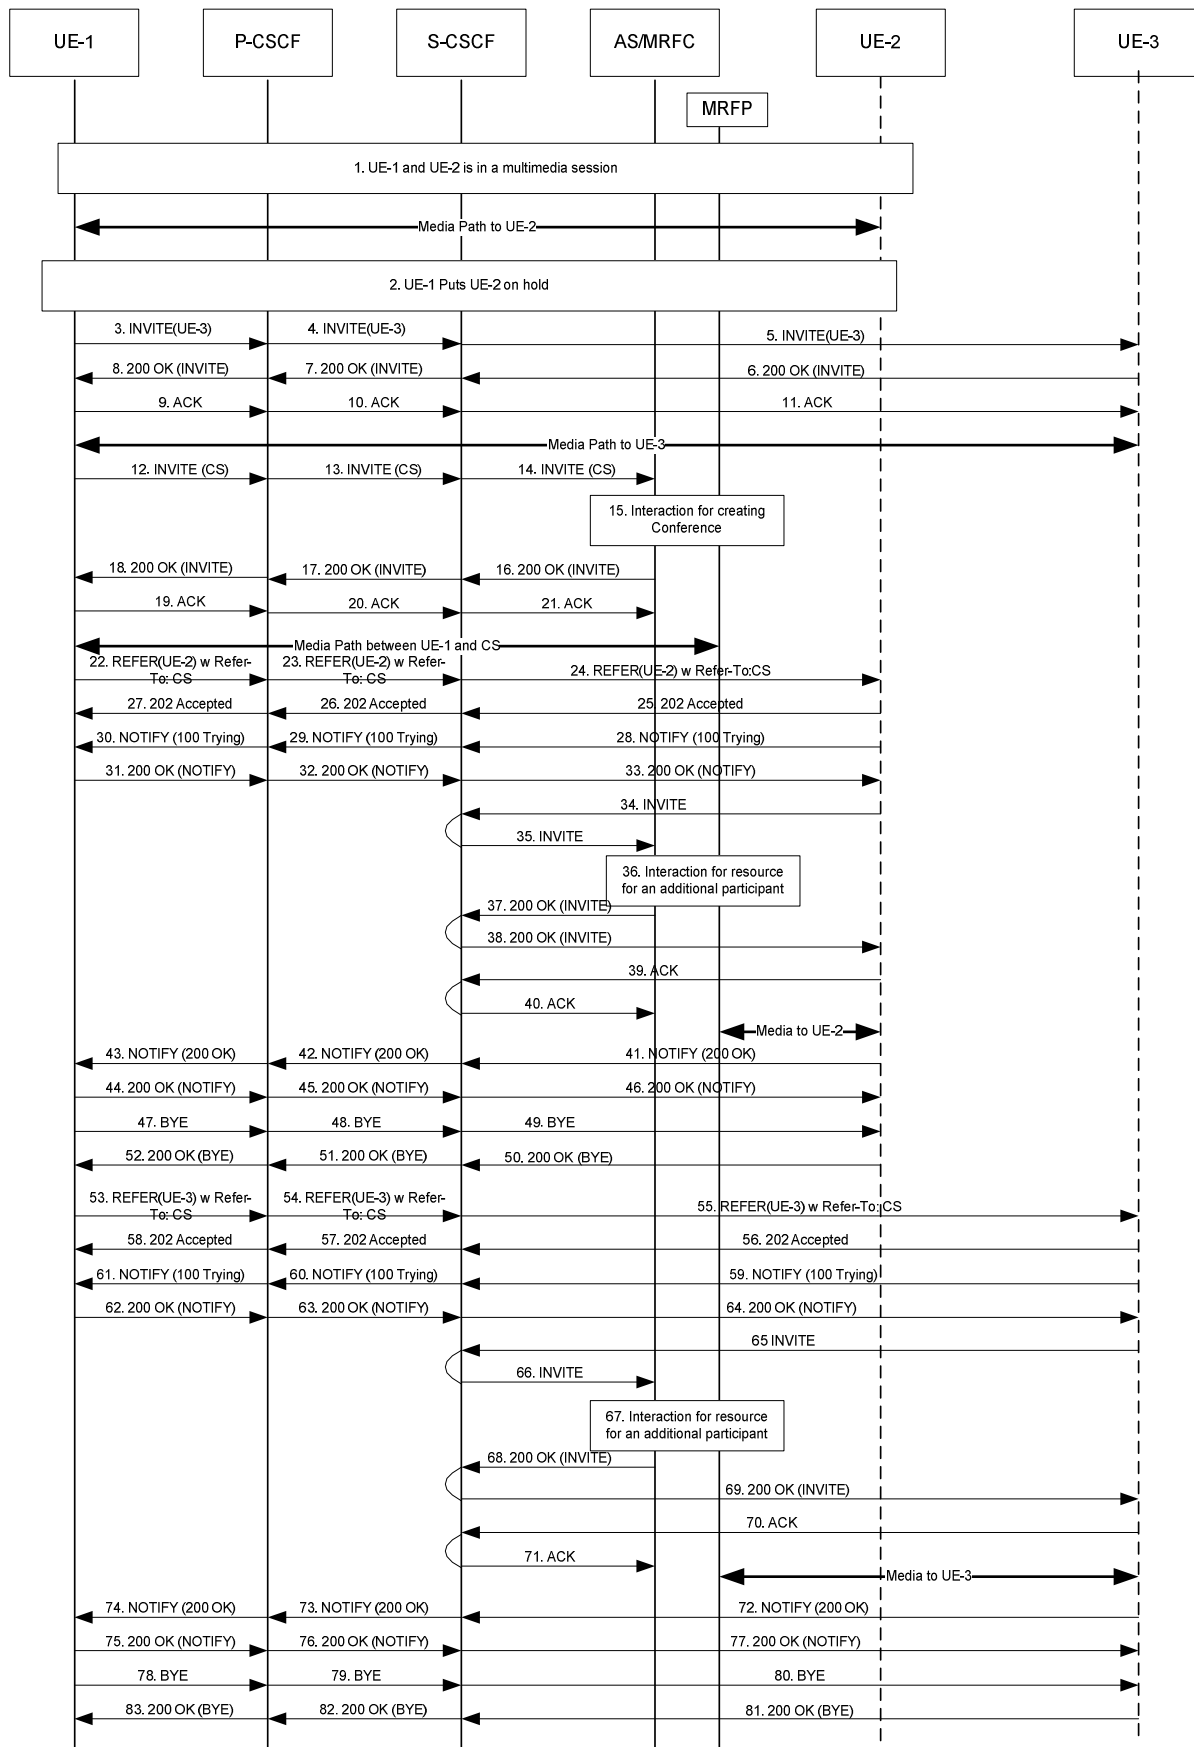 UE-1
P-CSCF
S-CSCF
AS/MRFC
UE-2
UE-3
MRFP
1. UE-1 and UE-2 is in a multimedia session
Media Path to UE-2
2. UE-1 Puts UE-2 on hold
3. INVITE(UE-3)
4. INVITE(UE-3)
5. INVITE(UE-3)
8. 200 OK (INVITE)
7. 200 OK (INVITE)
6. 200 OK (INVITE)
9. ACK
10. ACK
11. ACK
Media Path to UE-3
12. INVITE (CS)
13. INVITE (CS)
14. INVITE (CS)
15. Interaction for creating
Conference
18. 200 OK (INVITE)
17. 200 OK (INVITE)
16. 200 OK (INVITE)
19. ACK
20. ACK
21. ACK
Media Path between UE-1 and CS
22. REFER(UE-2) w Refer-
To: CS
23. REFER(UE-2) w Refer-
To: CS
24. REFER(UE-2) w Refer-To:CS
27. 202 Accepted
26. 202 Accepted
25. 202 Accepted
30. NOTIFY (100 Trying)
29. NOTIFY (100 Trying)
28. NOTIFY (100 Trying)
31. 200 OK (NOTIFY)
32. 200 OK (NOTIFY)
33. 200 OK (NOTIFY)
34. INVITE
35. INVITE
36. Interaction for resource
for an additional participant
37. 200 OK (INVITE)
38. 200 OK (INVITE)
39. ACK
40. ACK
Media to UE-2
43. NOTIFY (200 OK)
42. NOTIFY (200 OK)
41. NOTIFY (200 OK)
44. 200 OK (NOTIFY)
45. 200 OK (NOTIFY)
46. 200 OK (NOTIFY)
47. BYE
48. BYE
49. BYE
52. 200 OK (BYE)
51. 200 OK (BYE)
50. 200 OK (BYE)
53. REFER(UE-3) w Refer-
To: CS
54. REFER(UE-3) w Refer-
To: CS
55. REFER(UE-3) w Refer-To: CS
58. 202 Accepted
57. 202 Accepted
56. 202 Accepted
61. NOTIFY (100 Trying)
60. NOTIFY (100 Trying)
59. NOTIFY (100 Trying)
62. 200 OK (NOTIFY)
63. 200 OK (NOTIFY)
64. 200 OK (NOTIFY)
65 INVITE
66. INVITE
67. Interaction for resource
for an additional participant
68. 200 OK (INVITE)
69. 200 OK (INVITE)
70. ACK
71. ACK
Media to UE-3
74. NOTIFY (200 OK)
73. NOTIFY (200 OK)
72. NOTIFY (200 OK)
75. 200 OK (NOTIFY)
76. 200 OK (NOTIFY)
77. 200 OK (NOTIFY)
78. BYE
79. BYE
80. BYE
83. 200 OK (BYE)
82. 200 OK (BYE)
81. 200 OK (BYE)